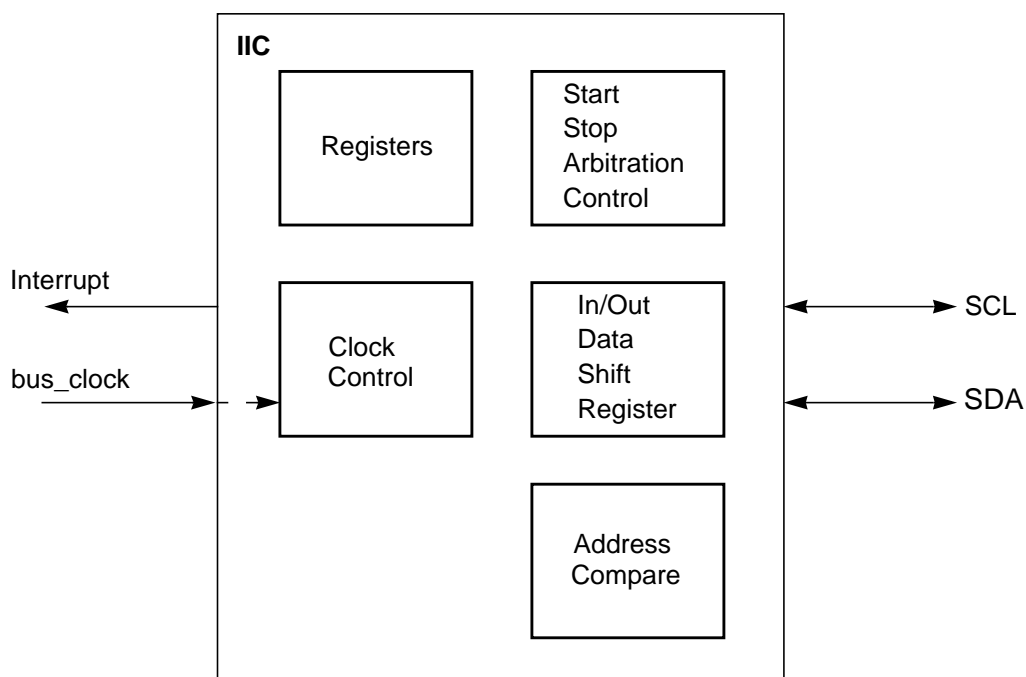 IIC
Registers
Start
Stop
Arbitration
Control
Interrupt
bus_clock
Clock
Control
In/Out
Data
Shift
Register
SCL
SDA
Address
Compare